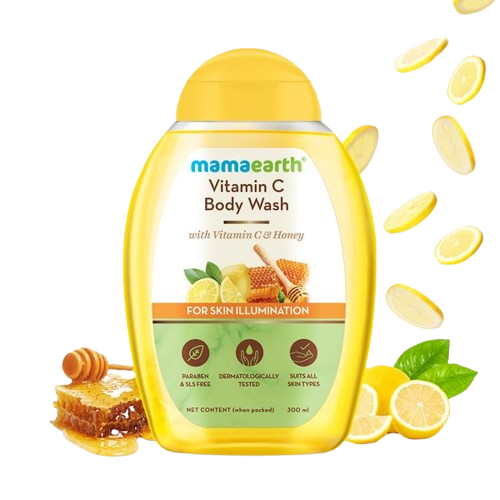 mamaearth®
Vitamin C
Body Wash
with Vitamin C & Honey
FOR SKIN ILLUMINATION
PARABEN
& SLS FREE
DERMATOLOGICALLY
TESTED
SUITS ALL
SKIN TYPES
NET CONTENT (when packed) 300 ml